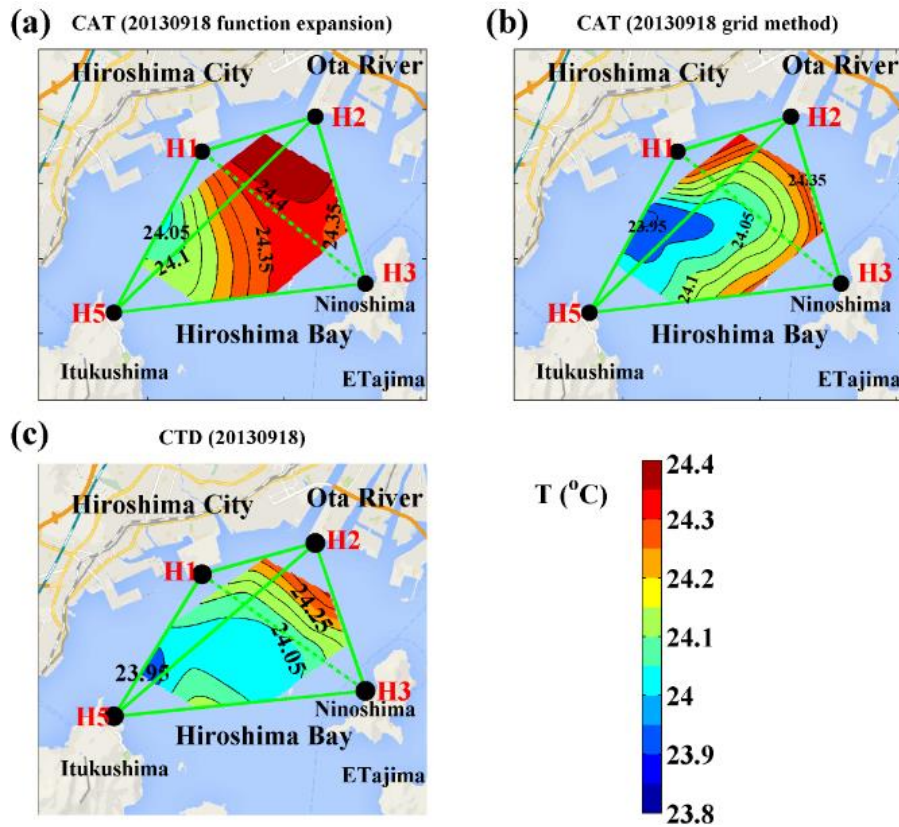 (a) CAT (20130918 function expansion)
Hiroshima City
Ota River
H2
H1
24.4
24.05
24.35
24.1
24.35
H3
H5
Ninoshima
Hiroshima Bay
Itukushima
ETajima
(b) CAT (20130918 grid method)
Hiroshima City
Ota River
H2
H1
24.35
23.95
24.05
24.1
H3
H5
Ninoshima
Hiroshima Bay
Itukushima
ETajima
(c) CTD (20130918)
Hiroshima City
Ota River
H2
H1
24.25
24.05
23.95
H3
H5
Ninoshima
Hiroshima Bay
Itukushima
ETajima
T (°C)
24.4
24.3
24.2
24.1
24
23.9
23.8